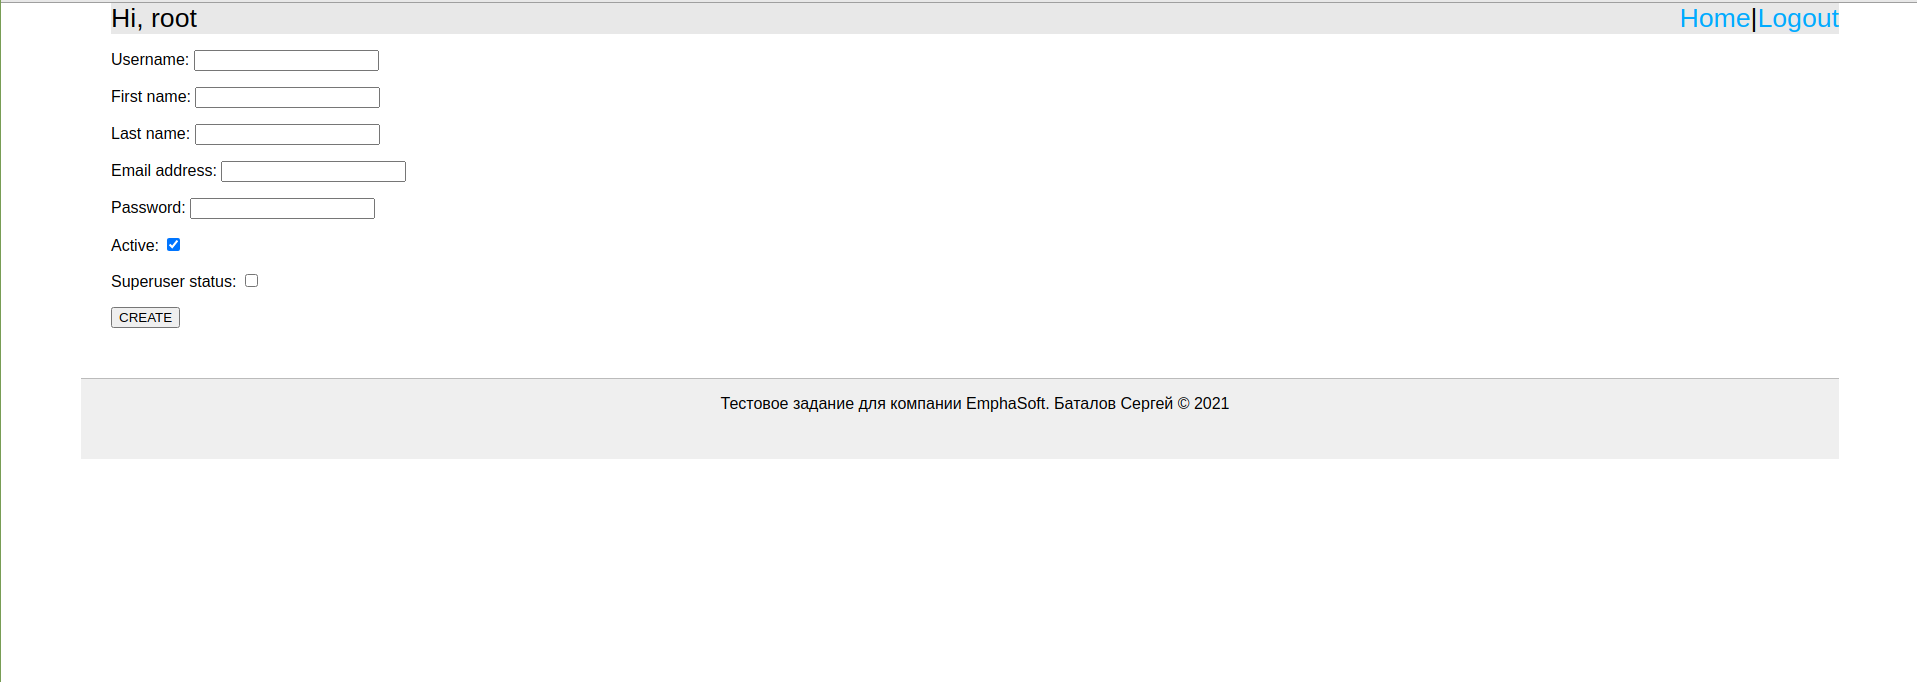 Hi, root Home|Logout
Username:
First name:
Last name:
Email address:
Password:
Active:
Superuser status:
CREATE
Тестовое задание для компании EmphaSoft. Баталов Сергей © 2021